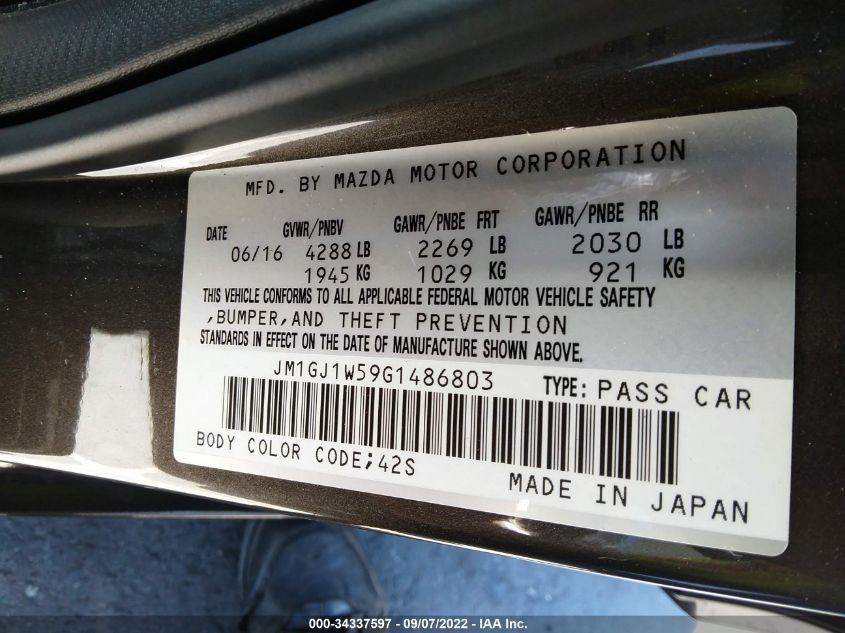 MFD. BY MAZDA MOTOR CORPORATION
DATE GVWR/PNBV GAWR/PNBE FRT GAWR/PNBE RR
06/16 4288 LB 2269 LB 2030 LB
1945 KG 1029 KG 921 KG
THIS VEHICLE CONFORMS TO ALL APPLICABLE FEDERAL MOTOR VEHICLE SAFETY
,BUMPER,AND THEFT PREVENTION
STANDARDS IN EFFECT ON THE DATE OF MANUFACTURE SHOWN ABOVE.
JM1GJ1W59G1486803 TYPE: PASS CAR
BODY COLOR CODE;42S
MADE IN JAPAN
000-34337597 - 09/07/2022 - IAA Inc.